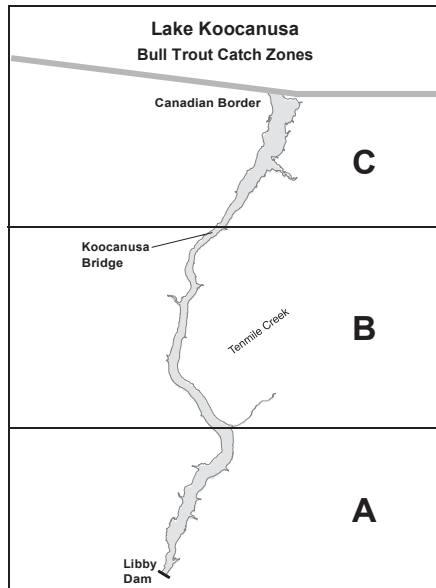 Lake Koocanusa
Bull Trout Catch Zones
Canadian Border
C
Koocanusa
Bridge
Tenmile Creek
B
A
Libby
Dam